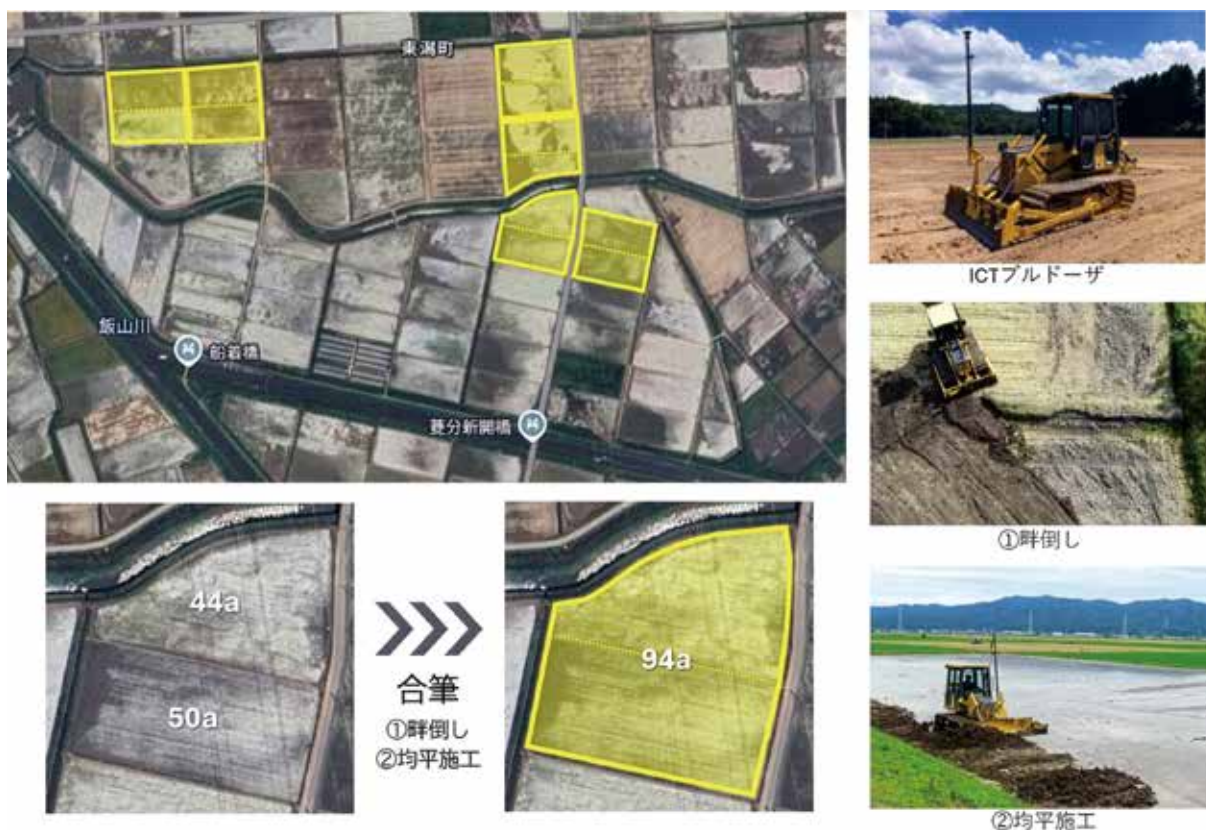 東潟町
飯山川
船着橋
菱分新開橋
ICTブルドーザ
①畔倒し
44a
50a
合筆
①畔倒し
②均平施工
94a
②均平施工